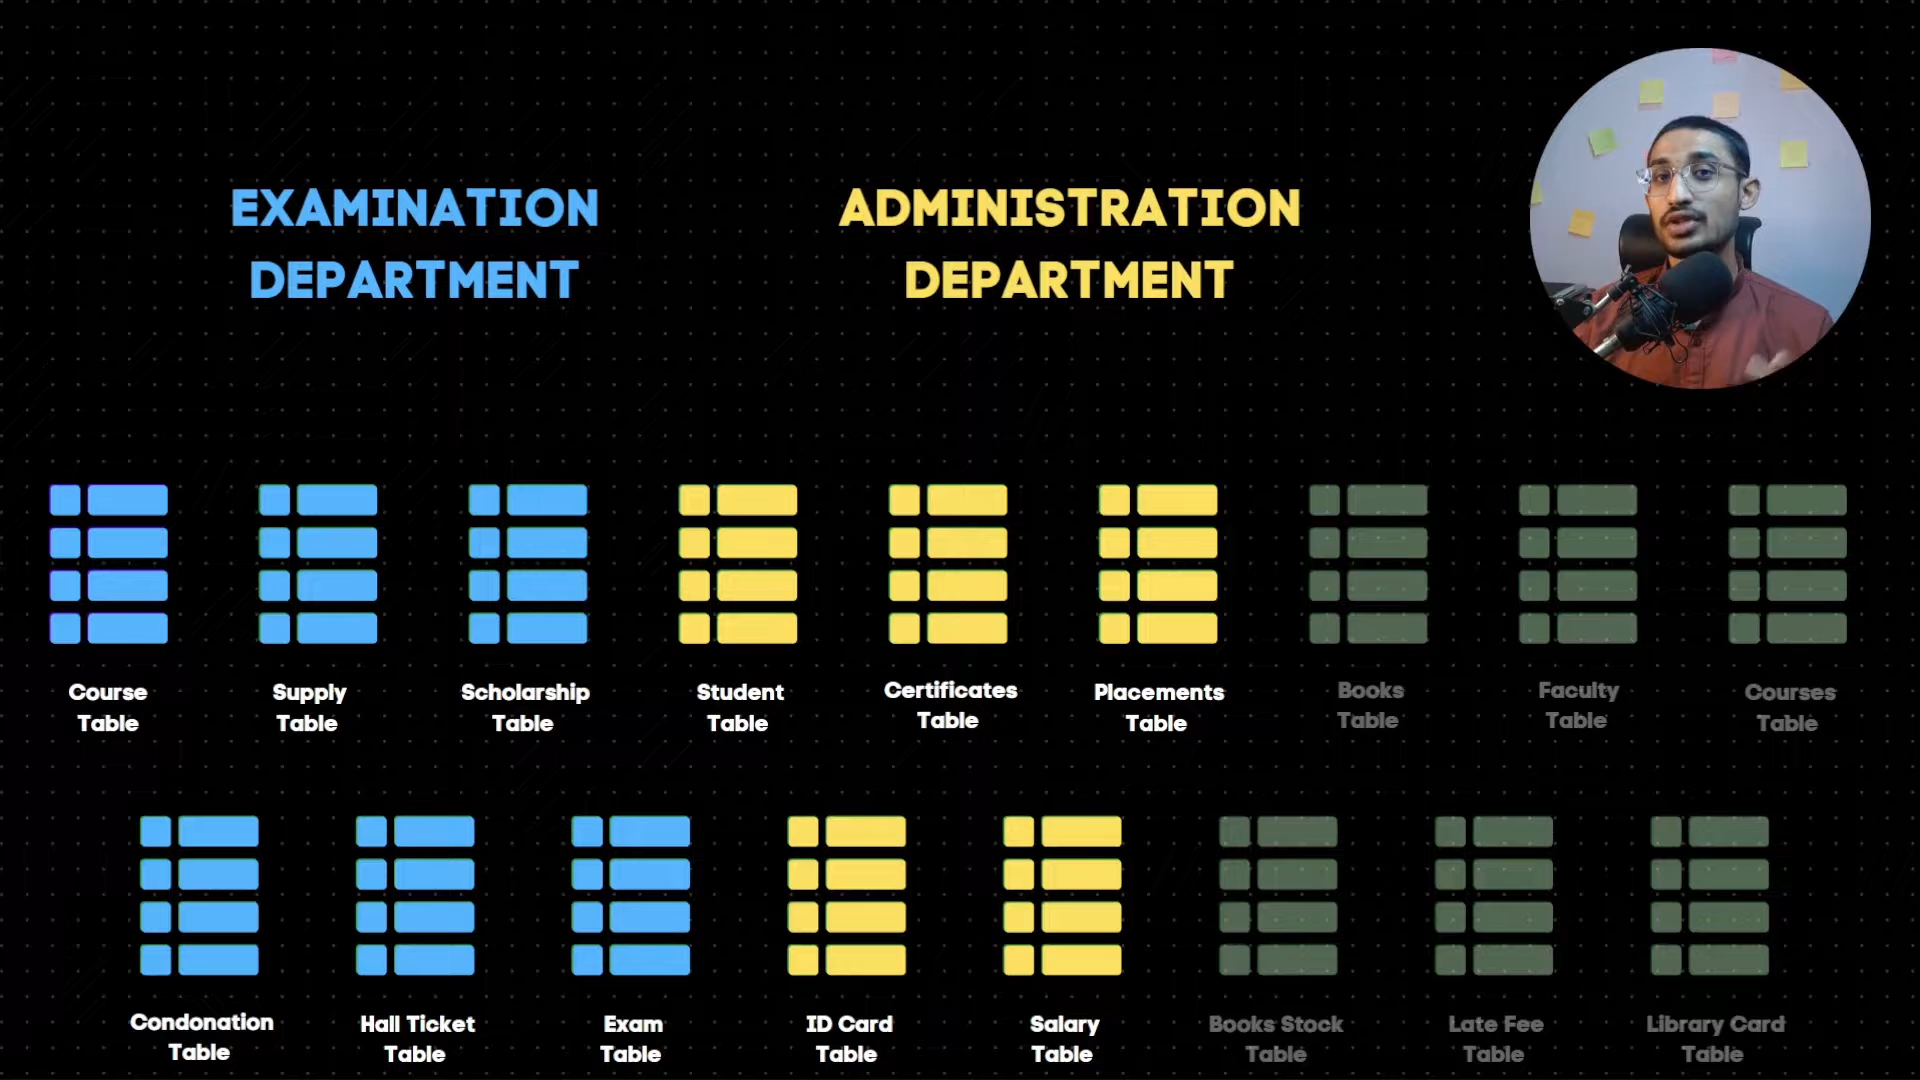 EXAMINATION
DEPARTMENT
ADMINISTRATION
DEPARTMENT
Course
Table
Supply
Table
Scholarship
Table
Student
Table
Certificates
Table
Placements
Table
Books
Table
Faculty
Table
Courses
Table
Condonation
Table
Hall Ticket
Table
Exam
Table
ID Card
Table
Salary
Table
Books Stock
Table
Late Fee
Table
Library Card
Table